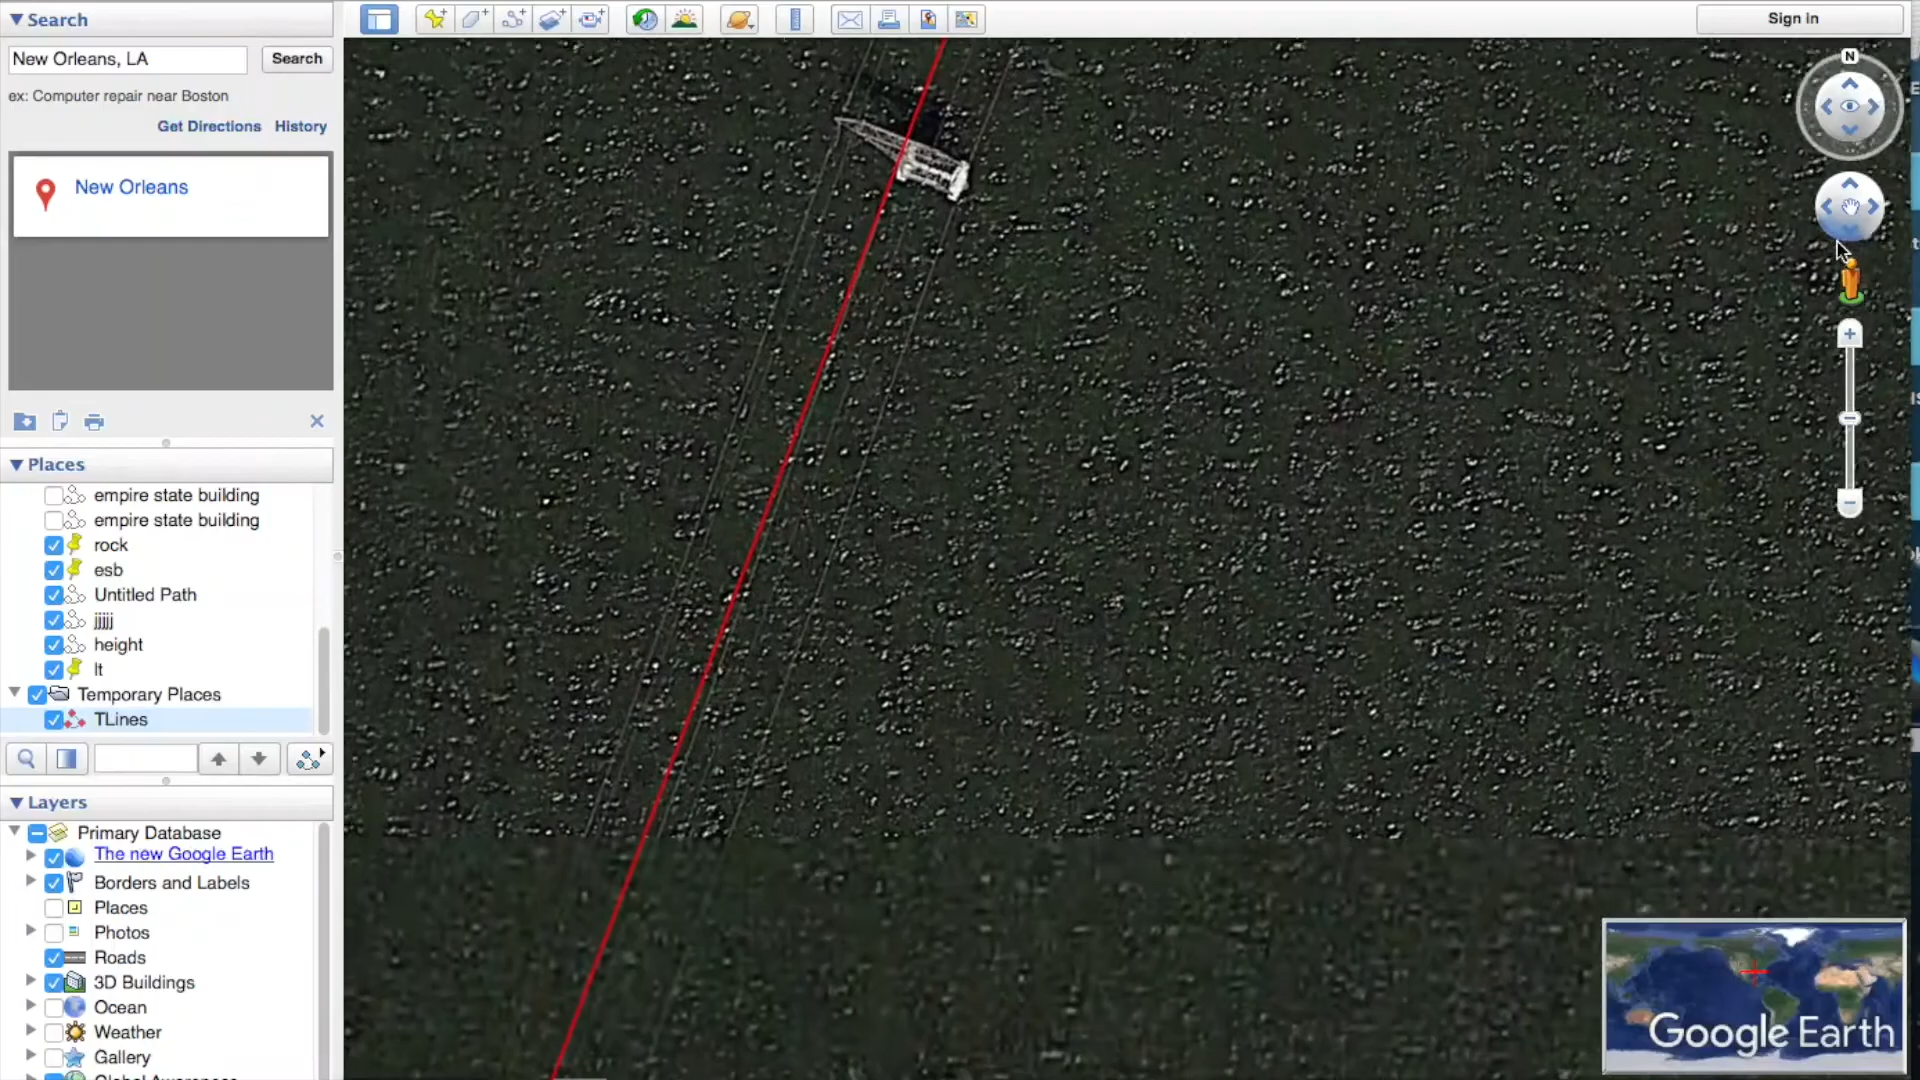 Search
New Orleans, LA
Search
ex: Computer repair near Boston
Get Directions
History
New Orleans
Places
empire state building
empire state building
rock
esb
Untitled Path
jjjjj
height
lt
Temporary Places
TLines
Layers
Primary Database
The new Google Earth
Borders and Labels
Places
Photos
Roads
3D Buildings
Ocean
Weather
Gallery
Sign in
N
Google Earth